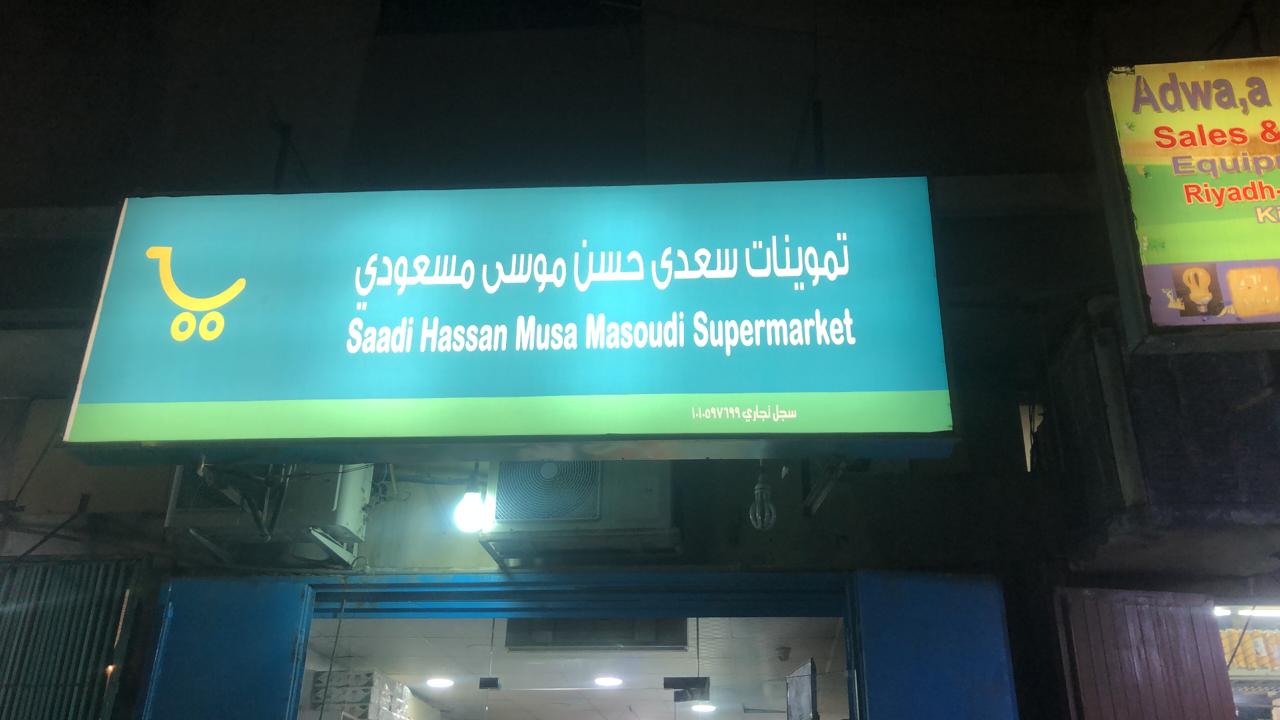 تموينات سعدى حسن موسى مسعودي
Saadi Hassan Musa Masoudi Supermarket
سجل تجاري ١٠١٠٥٩٧٦٩٩
Adwa,a
Sales &
Riyadh-